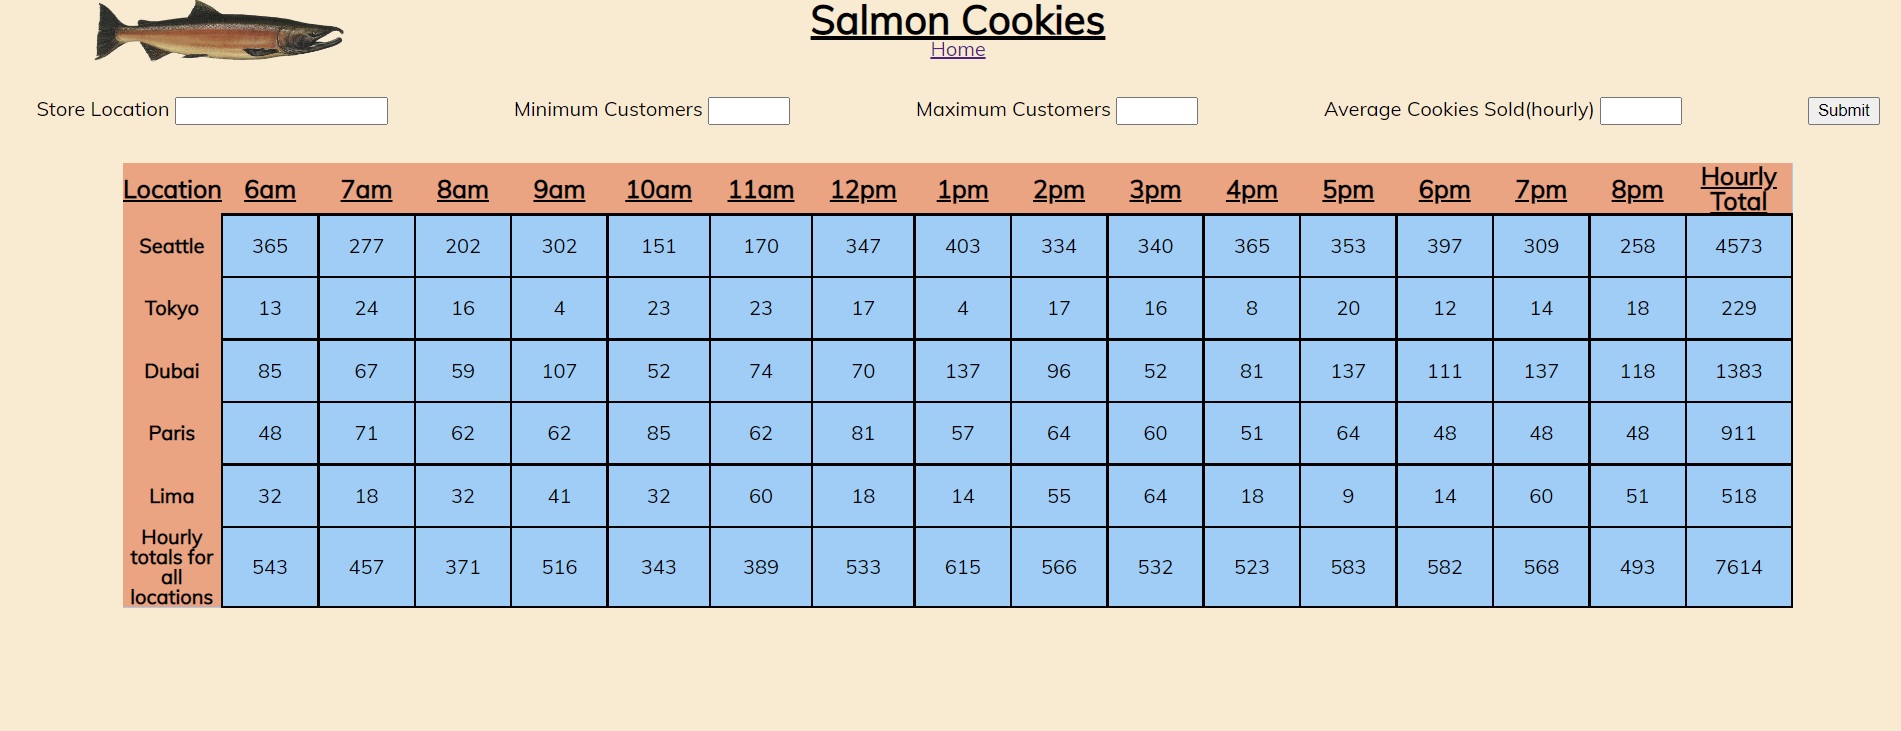 Salmon Cookies
Home
Store Location Minimum Customers Maximum Customers Average Cookies Sold(hourly) Submit
Location 6am 7am 8am 9am 10am 11am 12pm 1pm 2pm 3pm 4pm 5pm 6pm 7pm 8pm Hourly Total
Seattle 365 277 202 302 151 170 347 403 334 340 365 353 397 309 258 4573
Tokyo 13 24 16 4 23 23 17 4 17 16 8 20 12 14 18 229
Dubai 85 67 59 107 52 74 70 137 96 52 81 137 111 137 118 1383
Paris 48 71 62 62 85 62 81 57 64 60 51 64 48 48 48 911
Lima 32 18 32 41 32 60 18 14 55 64 18 9 14 60 51 518
Hourly totals for all locations 543 457 371 516 343 389 533 615 566 532 523 583 582 568 493 7614